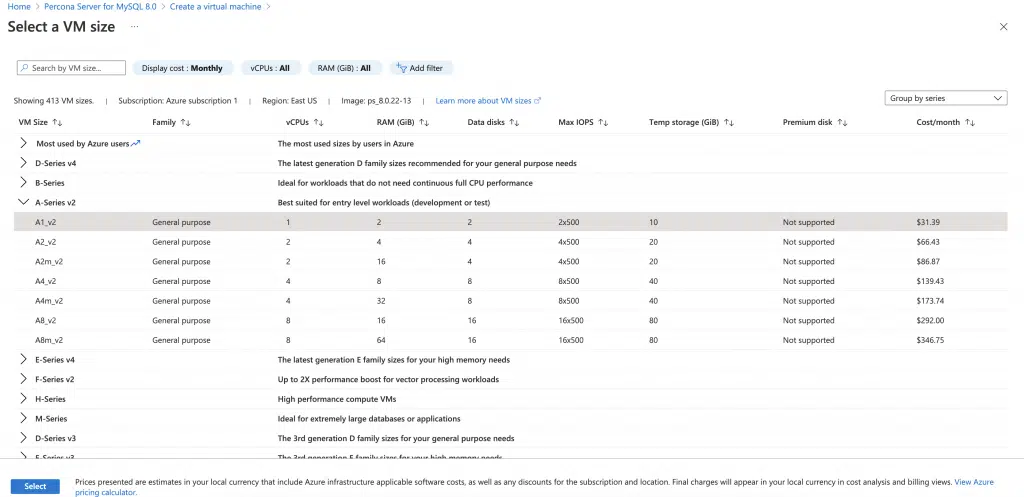 Home > Percona Server for MySQL 8.0 > Create a virtual machine >
Select a VM size ...
Search by VM size...
Display cost : Monthly
vCPUs : All
RAM (GiB) : All
Add filter
Showing 413 VM sizes. | Subscription: Azure subscription 1 | Region: East US | Image: ps_8.0.22-13 | Learn more about VM sizes
Group by series
VM Size ↑↓ Family ↑↓ vCPUs ↑↓ RAM (GiB) ↑↓ Data disks ↑↓ Max IOPS ↑↓ Temp storage (GiB) ↑↓ Premium disk ↑↓ Cost/month ↑↓
Most used by Azure users The most used sizes by users in Azure
D-Series v4 The latest generation D family sizes recommended for your general purpose needs
B-Series Ideal for workloads that do not need continuous full CPU performance
A-Series v2 Best suited for entry level workloads (development or test)
A1_v2 General purpose 1 2 2 2x500 10 Not supported $31.39
A2_v2 General purpose 2 4 4 4x500 20 Not supported $66.43
A2m_v2 General purpose 2 16 4 4x500 20 Not supported $86.87
A4_v2 General purpose 4 8 8 8x500 40 Not supported $139.43
A4m_v2 General purpose 4 32 8 8x500 40 Not supported $173.74
A8_v2 General purpose 8 16 16 16x500 80 Not supported $292.00
A8m_v2 General purpose 8 64 16 16x500 80 Not supported $346.75
E-Series v4 The latest generation E family sizes for your high memory needs
F-Series v2 Up to 2X performance boost for vector processing workloads
H-Series High performance compute VMs
M-Series Ideal for extremely large databases or applications
D-Series v3 The 3rd generation D family sizes for your general purpose needs
E-Series v3 The 3rd generation E family sizes for your high memory needs
Select
Prices presented are estimates in your local currency that include Azure infrastructure applicable software costs, as well as any discounts for the subscription and location. Final charges will appear in your local currency in cost analysis and billing views. View Azure
pricing calculator.